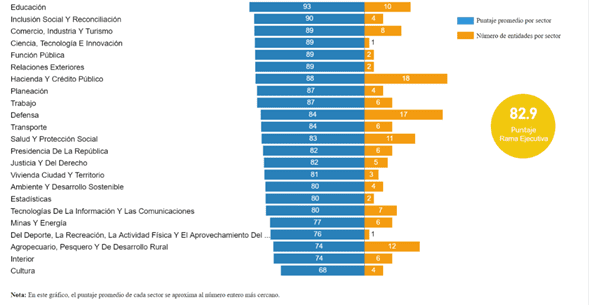 Educación 93 10
Inclusión Social Y Reconciliación 90 4
Comercio, Industria Y Turismo 89 8
Ciencia, Tecnología E Innovación 89 1
Función Pública 89 2
Relaciones Exteriores 89 2
Hacienda Y Crédito Público 88 18
Planeación 87 4
Trabajo 87 6
Defensa 84 17
Transporte 84 6
Salud Y Protección Social 83 11
Presidencia De La República 82 6
Justicia Y Del Derecho 82 5
Vivienda Ciudad Y Territorio 81 3
Ambiente Y Desarrollo Sostenible 80 4
Estadísticas 80 2
Tecnologías De La Información Y Las Comunicaciones 80 7
Minas Y Energía 77 6
Del Deporte, La Recreación, La Actividad Física Y El Aprovechamiento Del ... 76 1
Agropecuario, Pesquero Y De Desarrollo Rural 74 12
Interior 74 6
Cultura 68 4
Puntaje promedio por sector
Número de entidades por sector
82.9
Puntaje
Rama Ejecutiva
Nota: En este gráfico, el puntaje promedio de cada sector se aproxima al número entero más cercano.